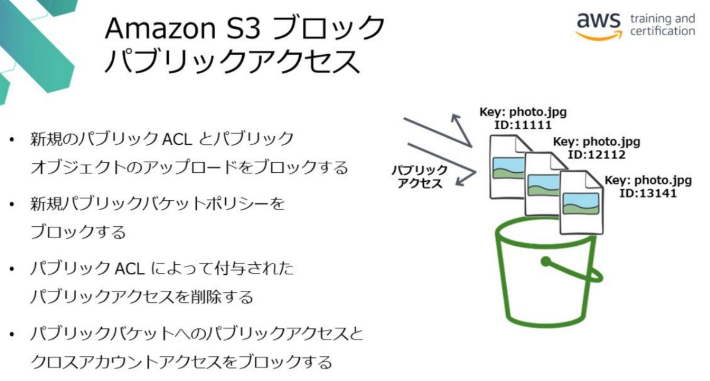 Amazon S3 ブロック
パブリックアクセス
aws training and
certification
• 新規のパブリック ACL とパブリック
オブジェクトのアップロードをブロックする
• 新規パブリックバケットポリシーを
ブロックする
• パブリック ACL によって付与された
パブリックアクセスを削除する
• パブリックバケットへのパブリックアクセスと
クロスアカウントアクセスをブロックする
Key: photo.jpg
ID:11111
Key: photo.jpg
ID:12112
Key: photo.jpg
ID:13141
パブリック
アクセス